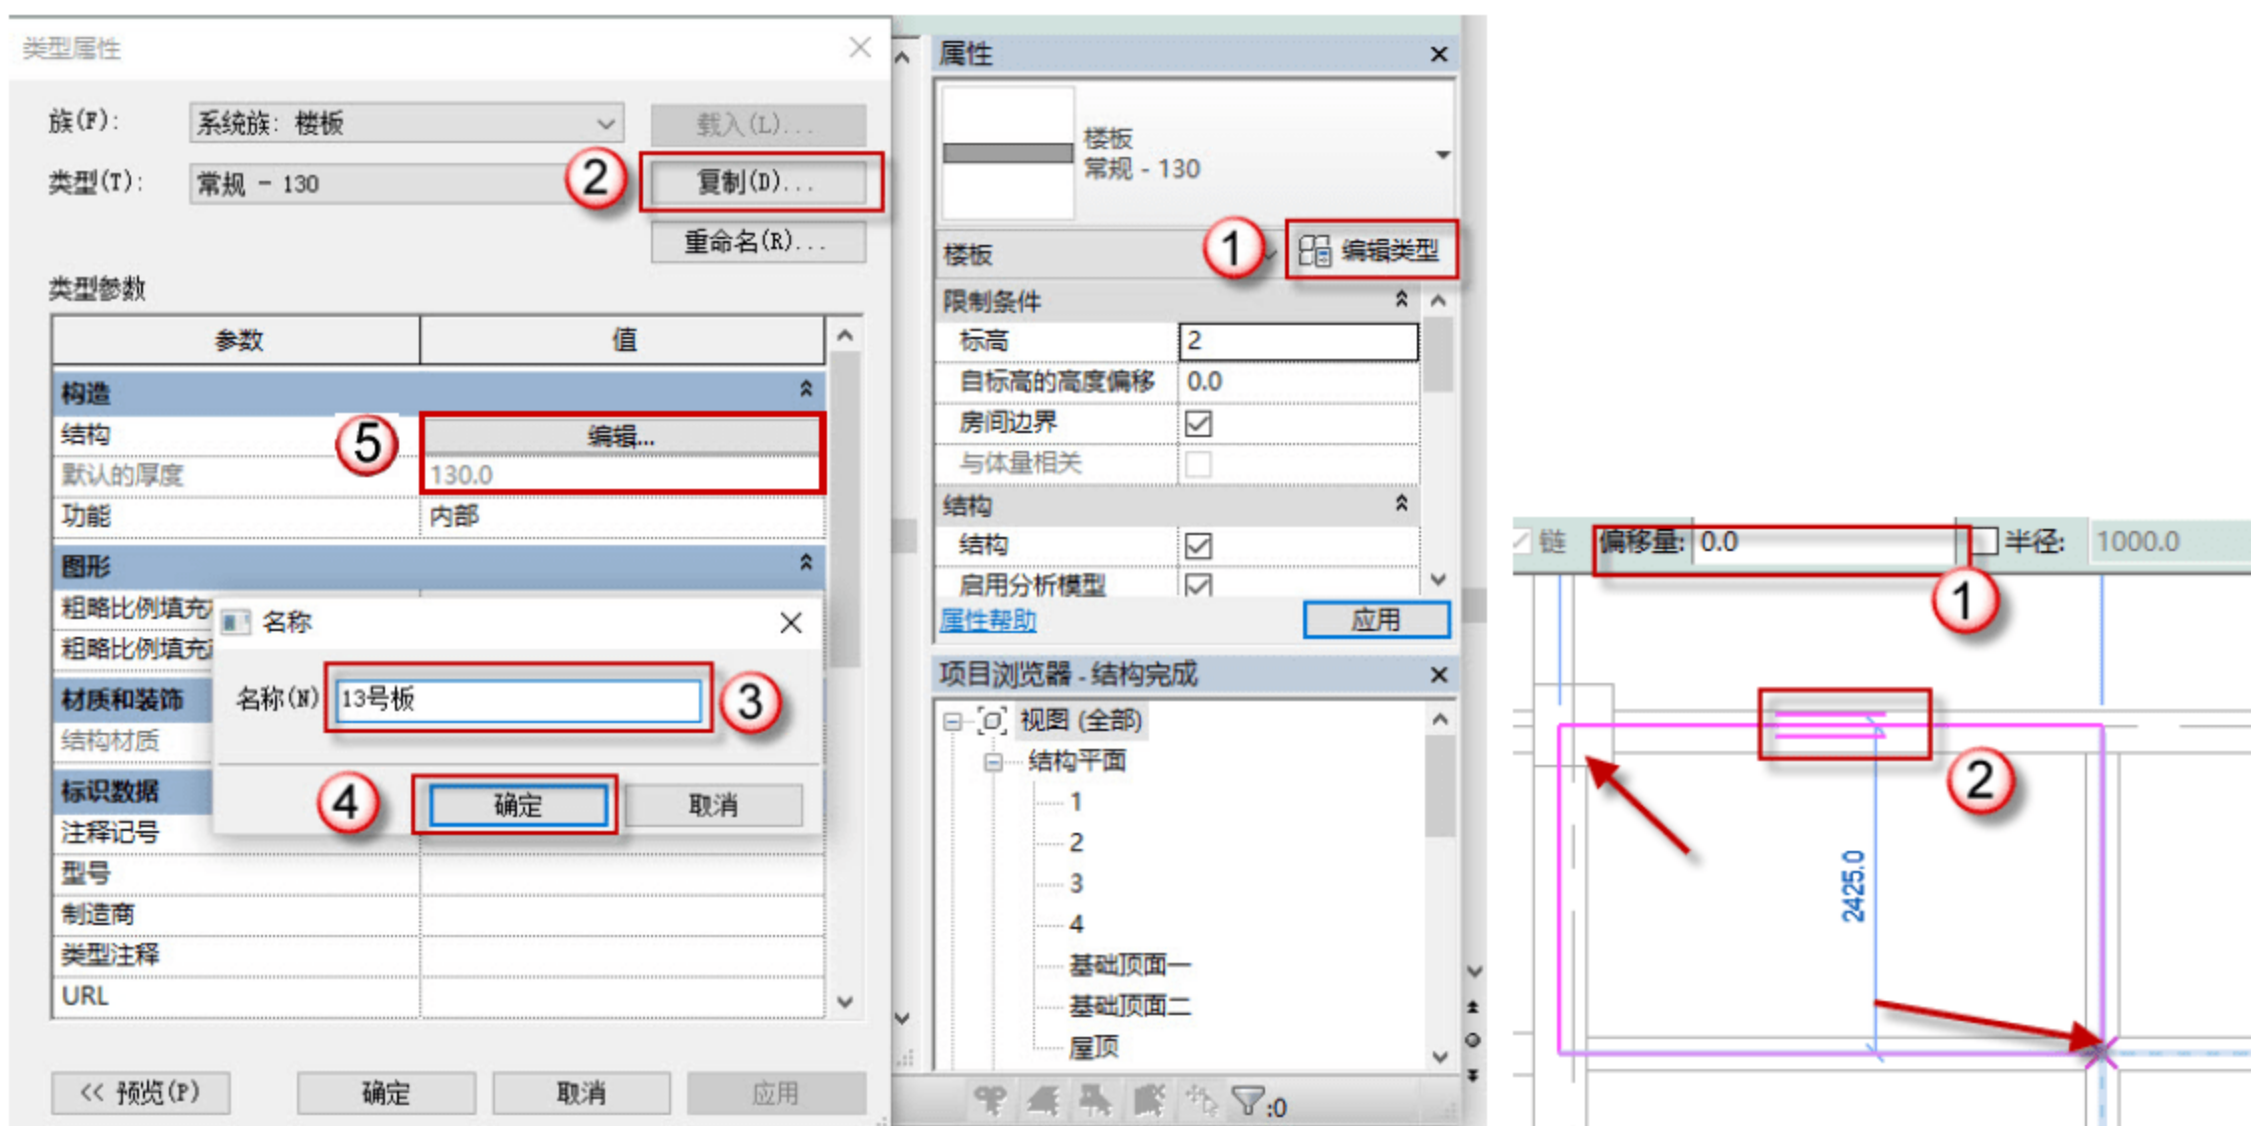 类型属性
族(F):
系统族: 楼板
载入(L)...
类型(T):
常规 - 130
②
复制(D)...
重命名(R)...
类型参数
参数
值
构造
结构
⑤
编辑...
默认的厚度
130.0
功能
内部
图形
粗略比例填充
粗略比例填充
材质和装饰
结构材质
标识数据
注释记号
型号
制造商
类型注释
URL
名称
名称(N)
13号板
③
④
确定
取消
<< 预览(P)
确定
取消
应用
属性
楼板
常规 - 130
楼板
①
编辑类型
限制条件
标高
2
自标高的高度偏移
0.0
房间边界
与体量相关
结构
结构
启用分析模型
属性帮助
应用
项目浏览器 - 结构完成
视图 (全部)
结构平面
1
2
3
4
基础顶面一
基础顶面二
屋顶
:0
链
偏移量: 0.0
半径:
1000.0
①
②
2425.0